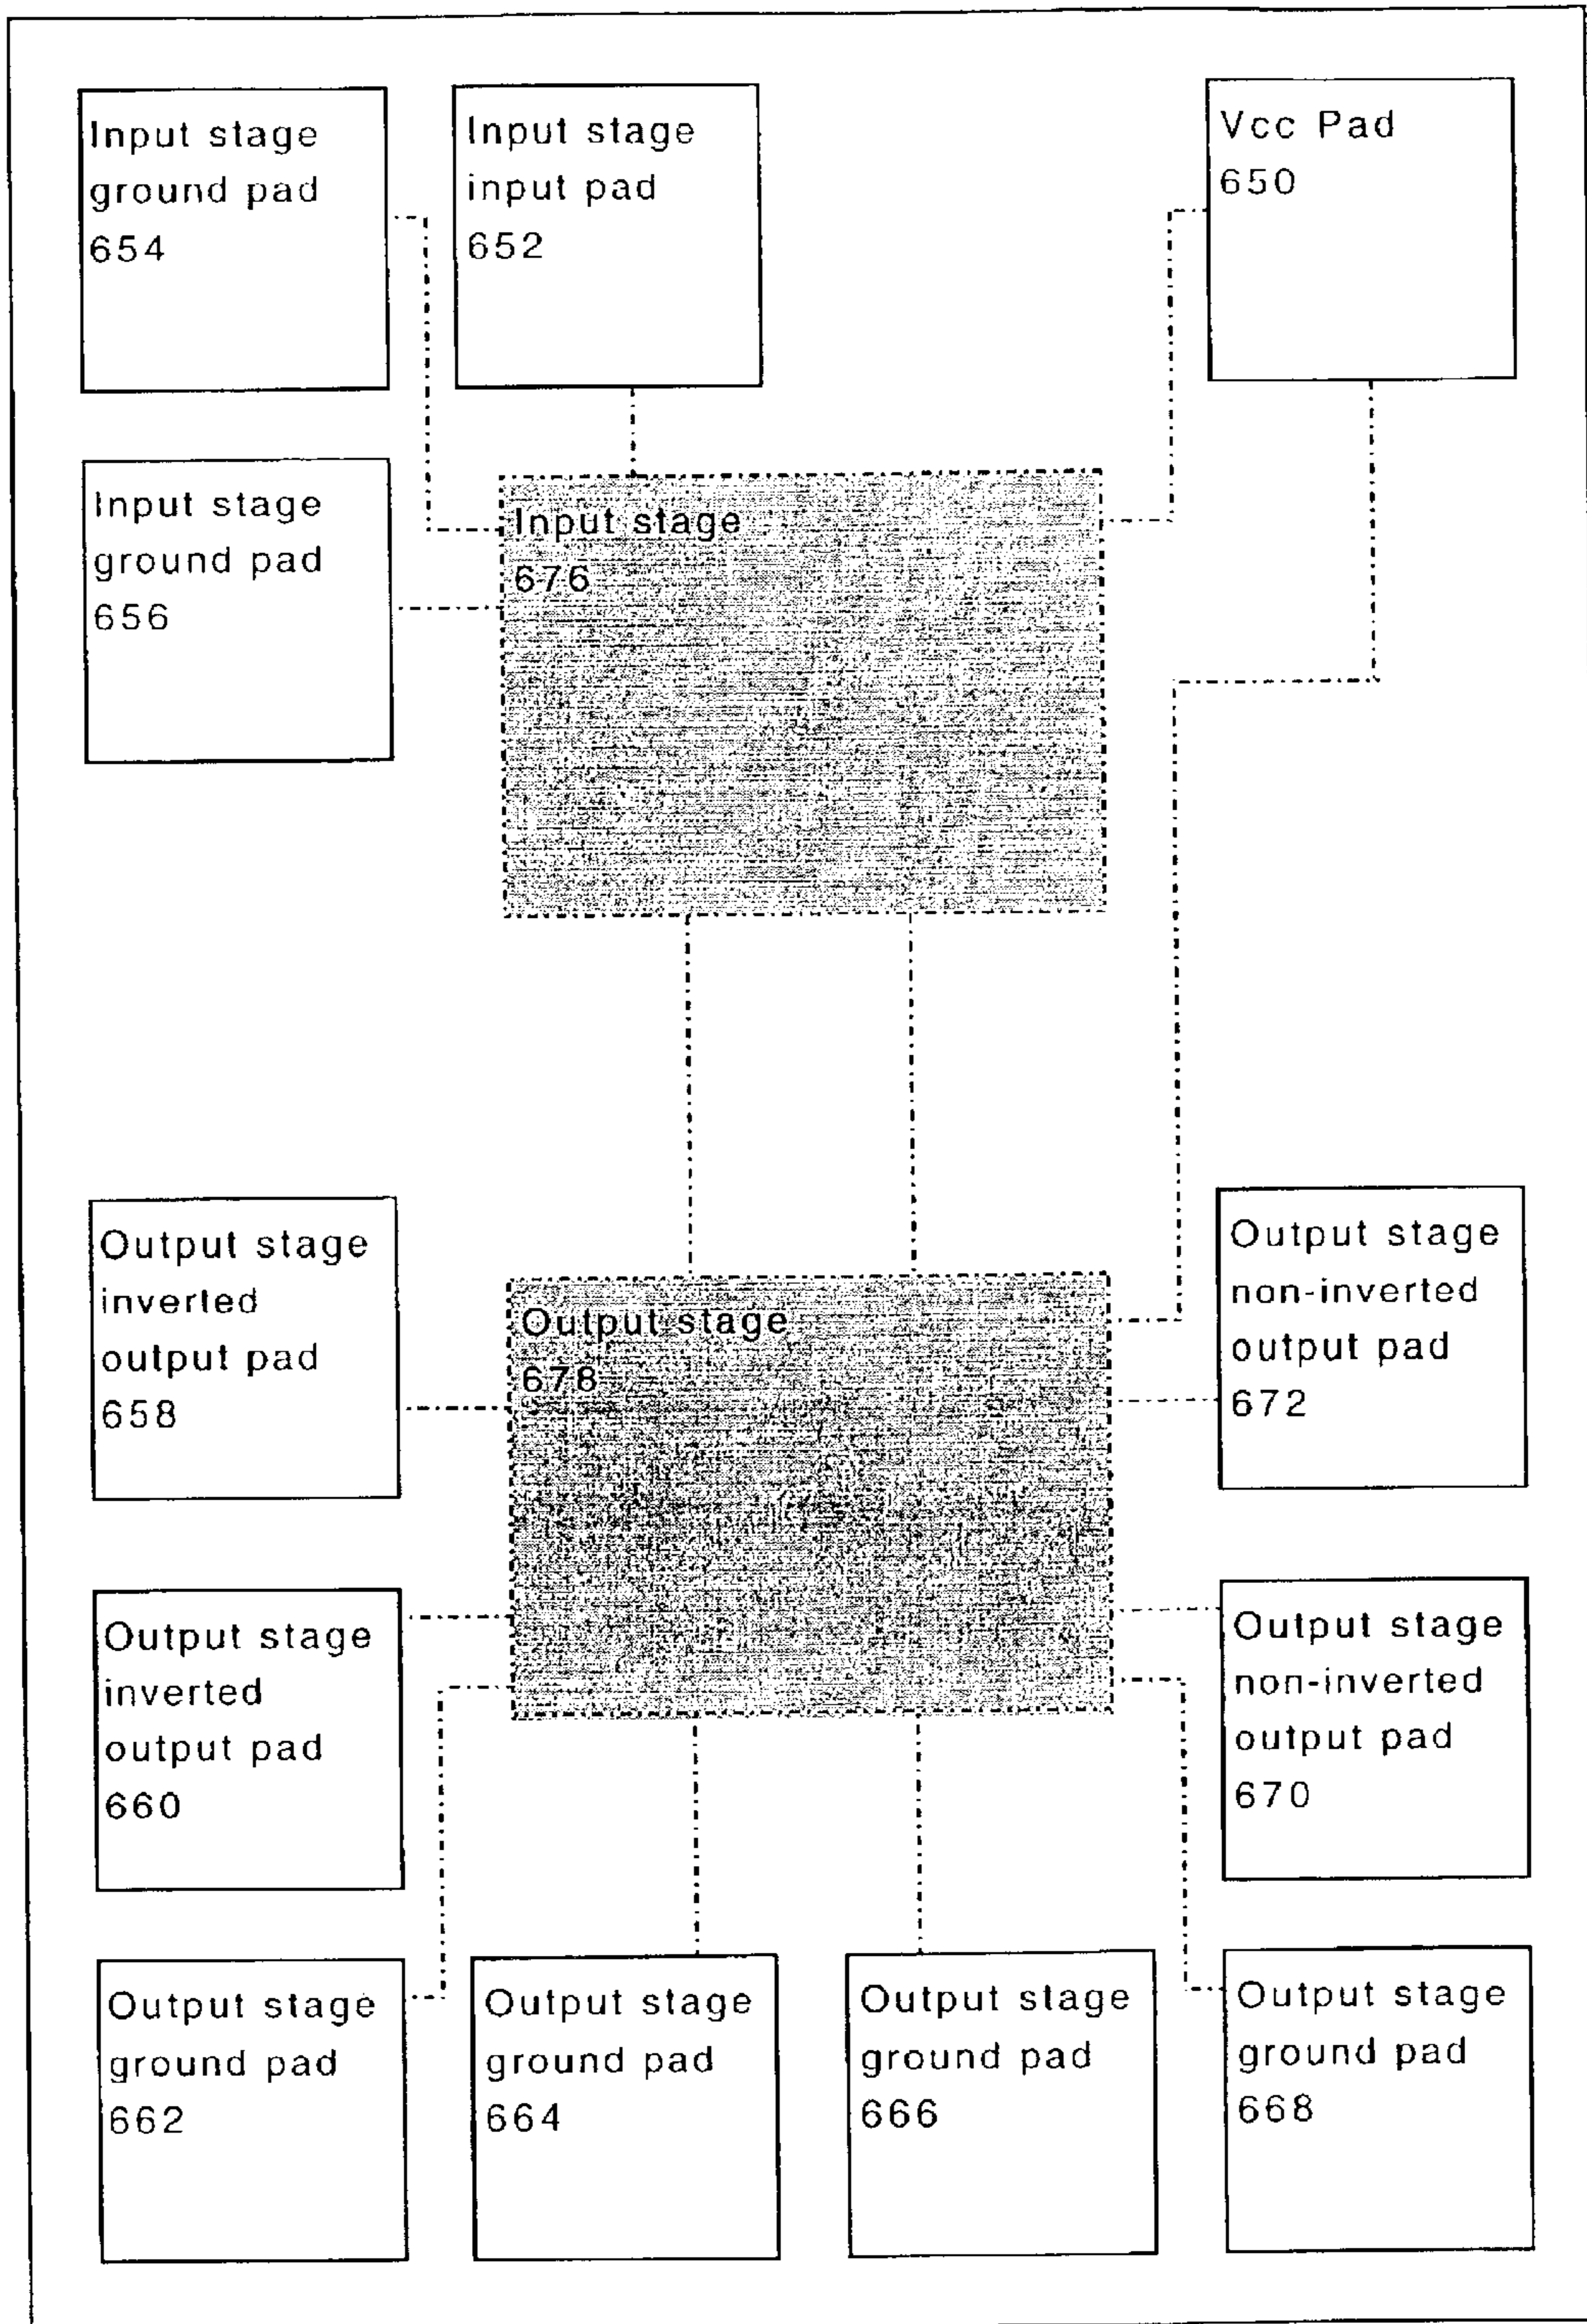 Input stage
ground pad
654
Input stage
input pad
652
Vcc Pad
650
Input stage
ground pad
656
Input stage
676
Output stage
inverted
output pad
658
Output stage
678
Output stage
non-inverted
output pad
672
Output stage
inverted
output pad
660
Output stage
non-inverted
output pad
670
Output stage
ground pad
662
Output stage
ground pad
664
Output stage
ground pad
666
Output stage
ground pad
668